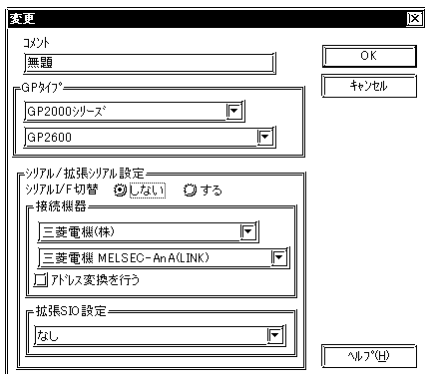 変更
コメント
無題
OK
キャンセル
GPﾀｲﾌﾟ
GP2000ｼﾘｰｽﾞ
GP2600
ｼﾘｱﾙ/拡張ｼﾘｱﾙ設定
ｼﾘｱﾙI/F切替 しない する
接続機器
三菱電機(株)
三菱電機 MELSEC-AnA(LINK)
ｱﾄﾞﾚｽ変換を行う
拡張SIO設定
なし
ﾍﾙﾌﾟ(H)